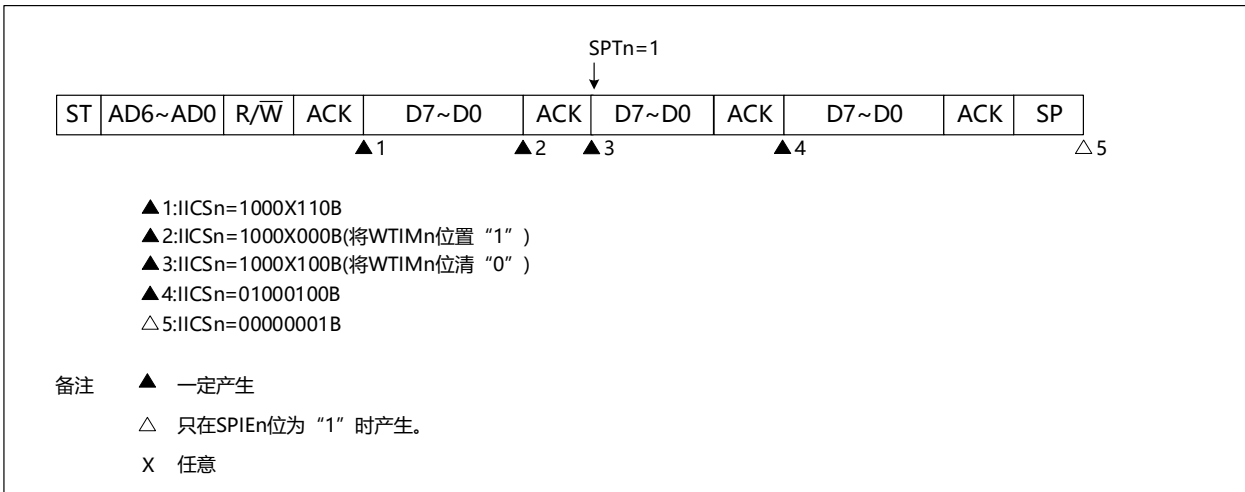 SPTn=1
ST AD6~AD0 R/W̅ ACK D7~D0 ACK D7~D0 ACK D7~D0 ACK SP
▲1 ▲2 ▲3 ▲4 △5
▲1:IICSn=1000X110B
▲2:IICSn=1000X000B(将WTIMn位置“1”)
▲3:IICSn=1000X100B(将WTIMn位清“0”)
▲4:IICSn=01000100B
△5:IICSn=00000001B
备注 ▲ 一定产生
△ 只在SPIEn位为“1”时产生。
X 任意